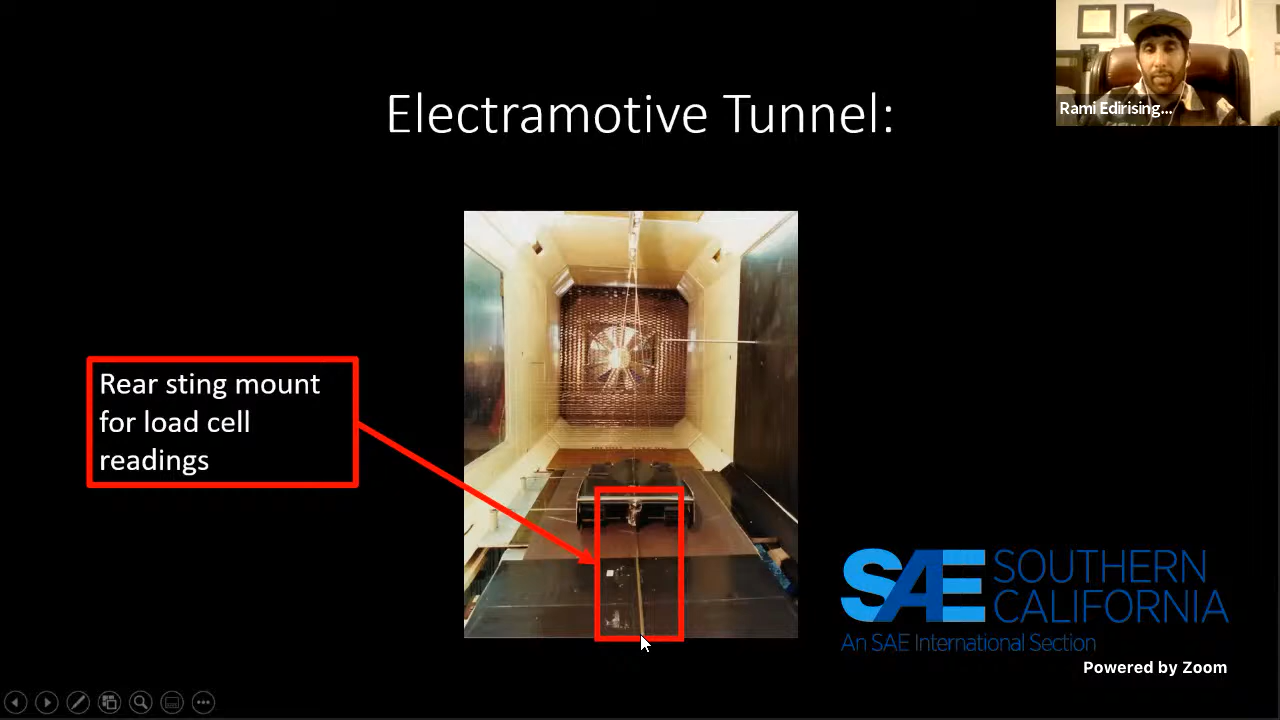 Electramotive Tunnel:
Rami Edirising...
Rear sting mount
for load cell
readings
SAE SOUTHERN
CALIFORNIA
An SAE International Section
Powered by Zoom